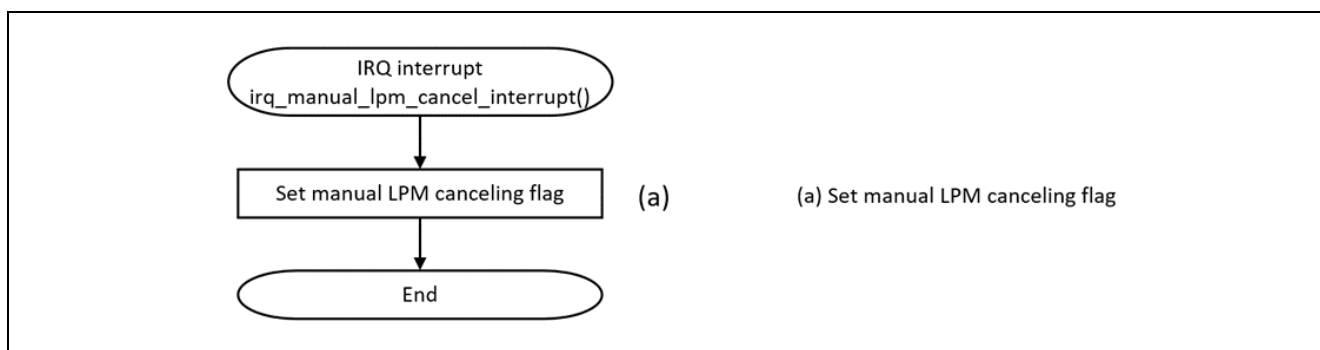 IRQ interrupt
irq_manual_lpm_cancel_interrupt()
Set manual LPM canceling flag
(a)
(a) Set manual LPM canceling flag
End